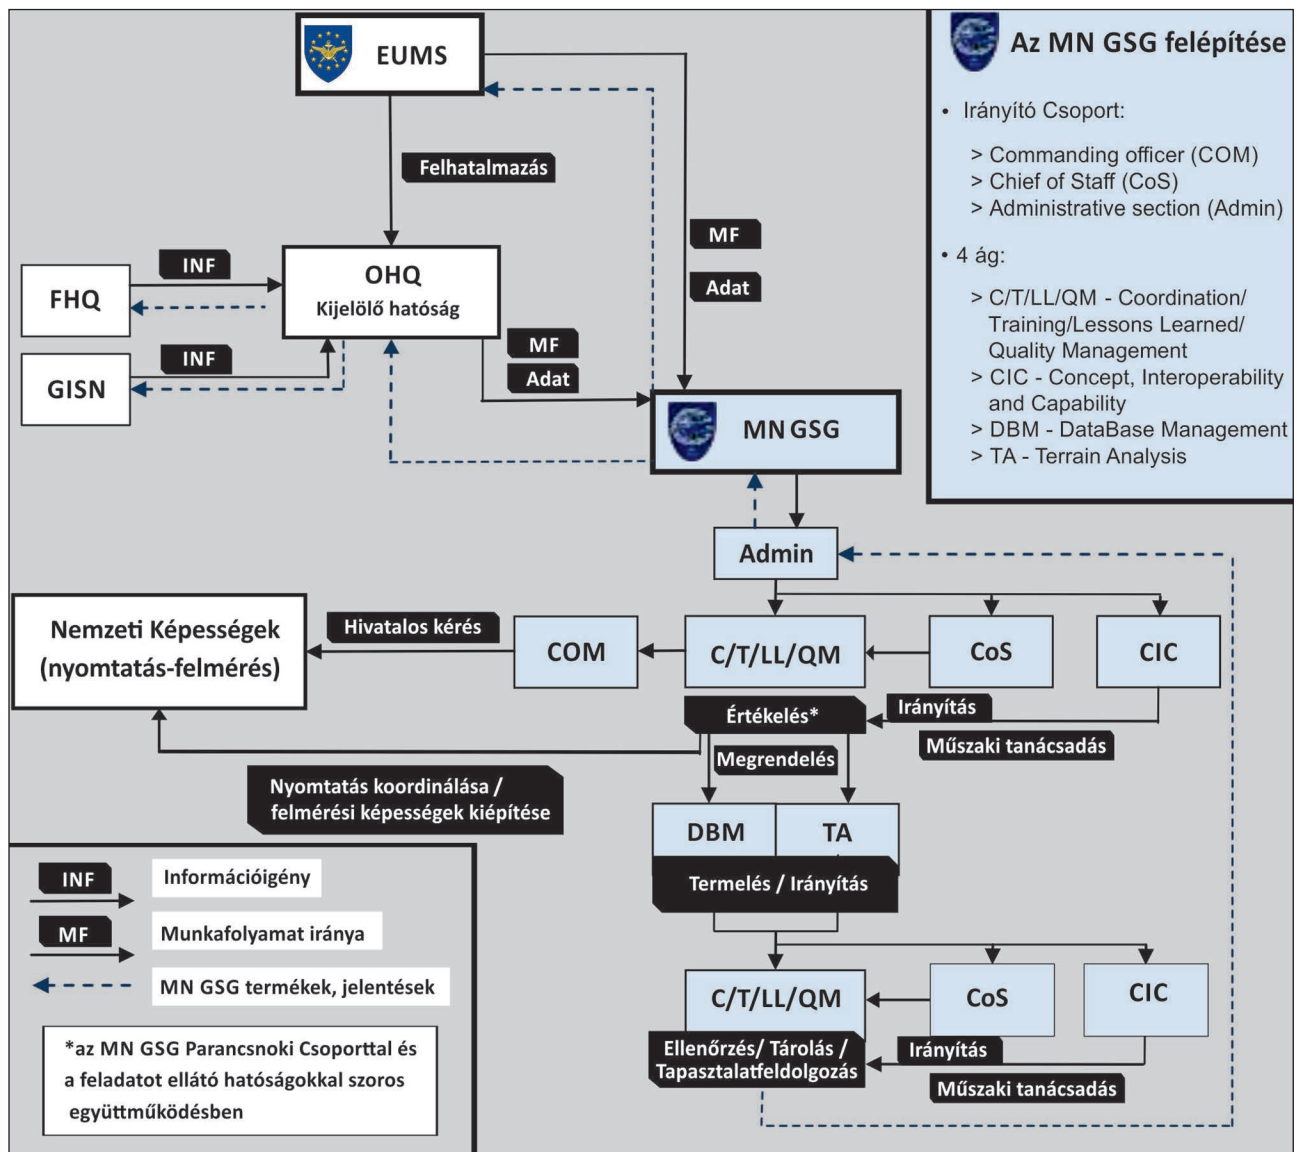 EUMS
Az MN GSG felépítése
• Irányító Csoport:
> Commanding officer (COM)
> Chief of Staff (CoS)
> Administrative section (Admin)
• 4 ág:
> C/T/LL/QM - Coordination/
Training/Lessons Learned/
Quality Management
> CIC - Concept, Interoperability
and Capability
> DBM - DataBase Management
> TA - Terrain Analysis
Felhatalmazás
MF
Adat
INF
FHQ
OHQ
Kijelölő hatóság
INF
GISN
MF
Adat
MN GSG
Admin
Nemzeti Képességek
(nyomtatás-felmérés)
Hivatalos kérés
COM
C/T/LL/QM
CoS
CIC
Értékelés*
Irányítás
Műszaki tanácsadás
Megrendelés
Nyomtatás koordinálása /
felmérési képességek kiépítése
DBM
TA
Termelés / Irányítás
C/T/LL/QM
CoS
CIC
Ellenőrzés/ Tárolás /
Tapasztalatfeldolgozás
Irányítás
Műszaki tanácsadás
INF
Információigény
MF
Munkafolyamat iránya
MN GSG termékek, jelentések
*az MN GSG Parancsnoki Csoporttal és
a feladatot ellátó hatóságokkal szoros
együttműködésben